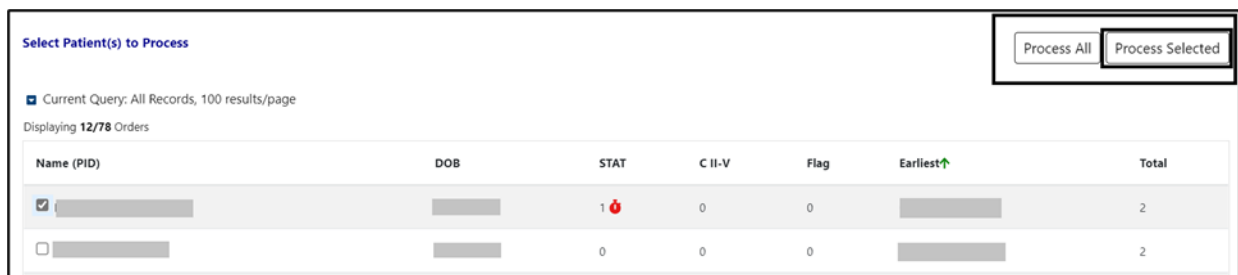 Select Patient(s) to Process
Process All
Process Selected
Current Query: All Records, 100 results/page
Displaying 12/78 Orders
Name (PID) DOB STAT C II-V Flag Earliest Total
1 0 0 2
0 0 0 2